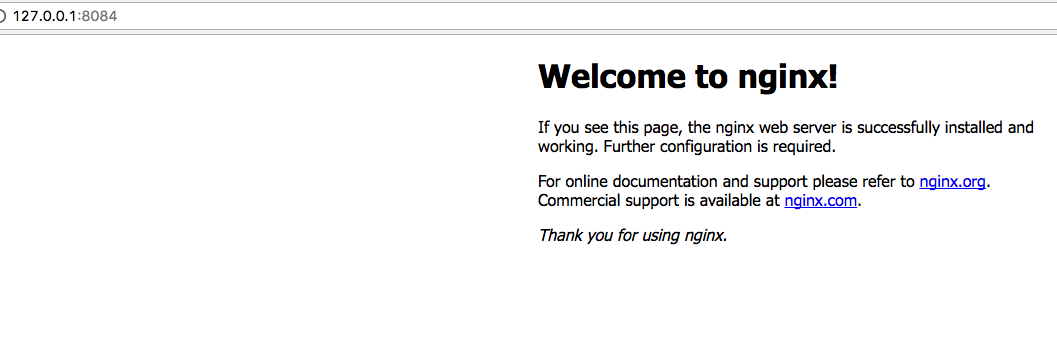 127.0.0.1:8084
Welcome to nginx!
If you see this page, the nginx web server is successfully installed and
working. Further configuration is required.
For online documentation and support please refer to nginx.org.
Commercial support is available at nginx.com.
Thank you for using nginx.